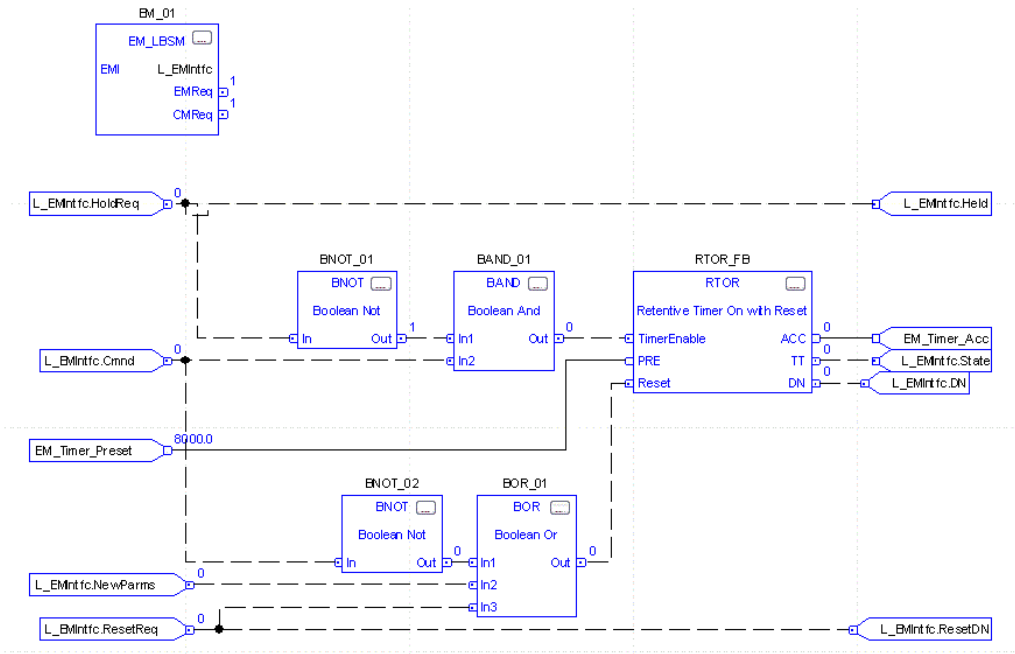 EM_01
EM_LBSM ...
EMI L_EMIntfc
EMReq 1
CMReq 1
L_EMIntfc.HoldReq 0
L_EMIntfc.Held
BNOT_01
BAND_01
RTOR_FB
BNOT ...
BAND ...
RTOR ...
Boolean Not
Boolean And
Retentive Timer On with Reset
In Out 1
In1 Out 0
TimerEnable ACC 0
EM_Timer_Acc
L_EMIntfc.Cmnd 0
In2
PRE TT 0
L_EMIntfc.State
Reset DN 0
L_EMIntfc.DN
EM_Timer_Preset 8000.0
BNOT_02
BOR_01
BNOT ...
BOR ...
Boolean Not
Boolean Or
In Out 0
In1 Out 0
L_EMIntfc.NewParms 0
In2
In3
L_EMIntfc.ResetReq 0
L_EMIntfc.ResetDN